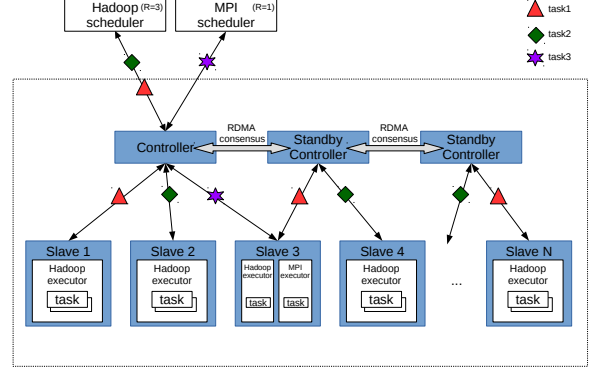 Hadoop (R=3)
scheduler
MPI (R=1)
scheduler
task1
task2
task3
Controller
RDMA
consensus
Standby
Controller
RDMA
consensus
Standby
Controller
Slave 1
Hadoop
executor
task
Slave 2
Hadoop
executor
task
Slave 3
Hadoop
executor
task
MPI
executor
task
Slave 4
Hadoop
executor
task
...
Slave N
Hadoop
executor
task